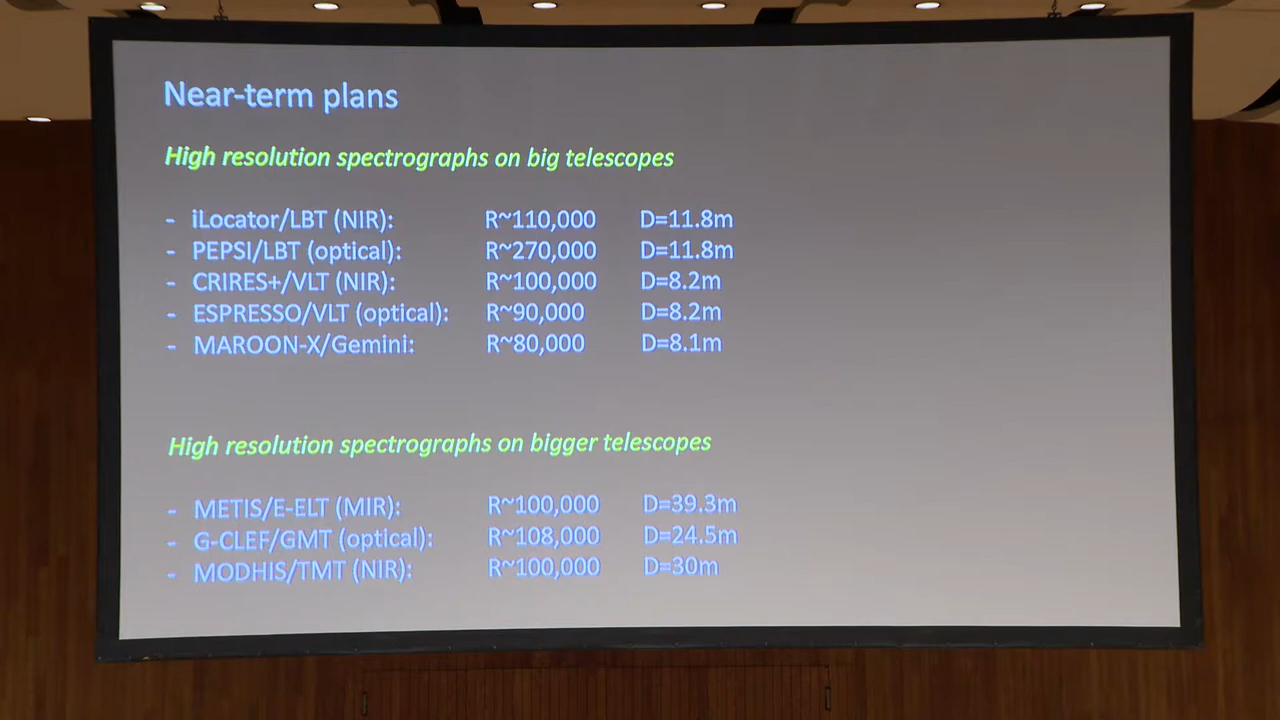 Near-term plans
High resolution spectrographs on big telescopes
- iLocator/LBT (NIR): R~110,000 D=11.8m
- PEPSI/LBT (optical): R~270,000 D=11.8m
- CRIRES+/VLT (NIR): R~100,000 D=8.2m
- ESPRESSO/VLT (optical): R~90,000 D=8.2m
- MAROON-X/Gemini: R~80,000 D=8.1m
High resolution spectrographs on bigger telescopes
- METIS/E-ELT (MIR): R~100,000 D=39.3m
- G-CLEF/GMT (optical): R~108,000 D=24.5m
- MODHIS/TMT (NIR): R~100,000 D=30m